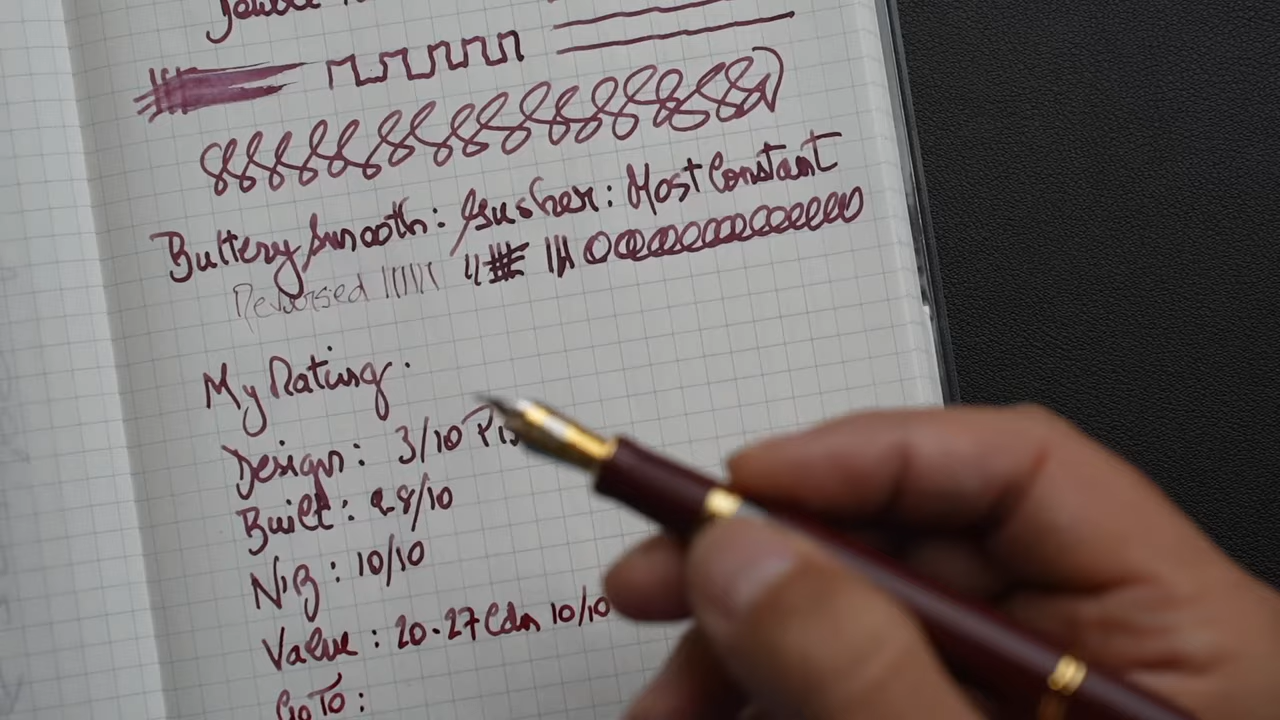 Buttery Smooth: Gusher: Most Constant
Reversed
My Rating.
Design: 3/10
Built: 9.8/10
Nib: 10/10
Value: 20-27 Cdn 10/10
GoTo: